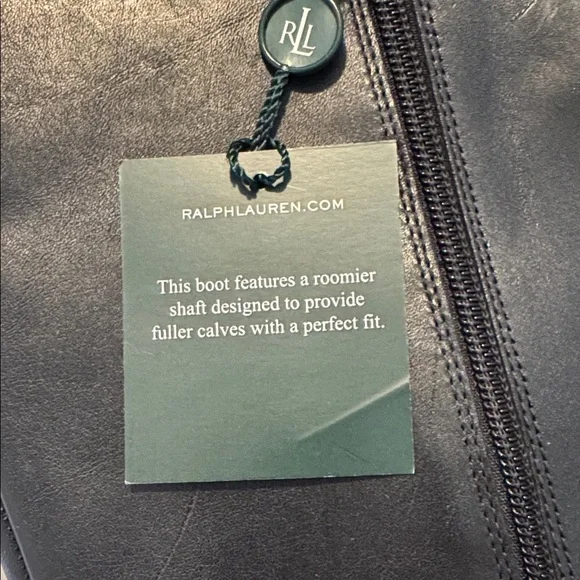 RLL
RALPHLAUREN.COM
This boot features a roomier
shaft designed to provide
fuller calves with a perfect fit.